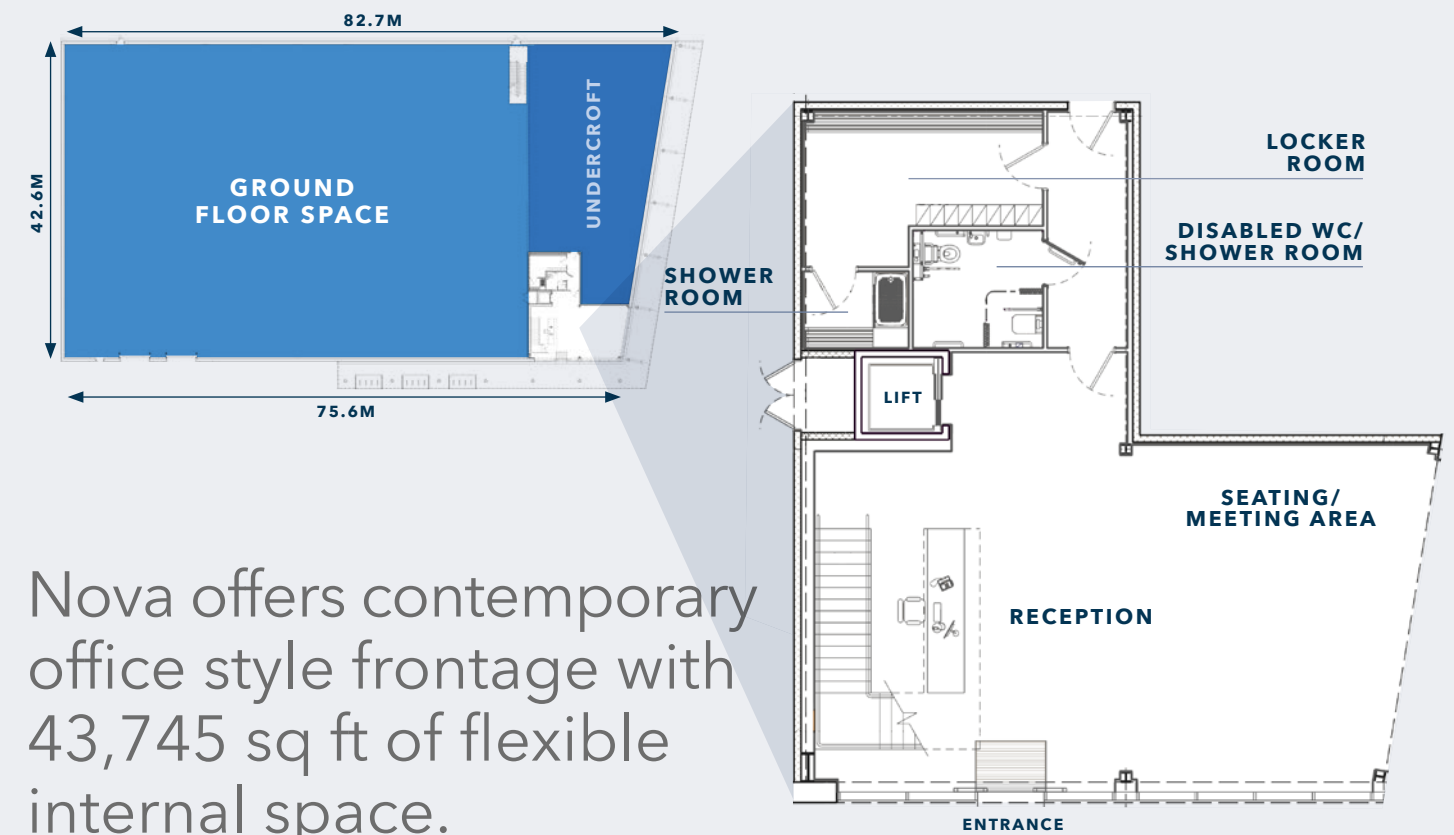 82.7M
42.6M
GROUND
FLOOR SPACE
UNDERCROFT
75.6M
LOCKER
ROOM
DISABLED WC/
SHOWER ROOM
SHOWER
ROOM
LIFT
SEATING/
MEETING AREA
RECEPTION
ENTRANCE
Nova offers contemporary
office style frontage with
43,745 sq ft of flexible
internal space.